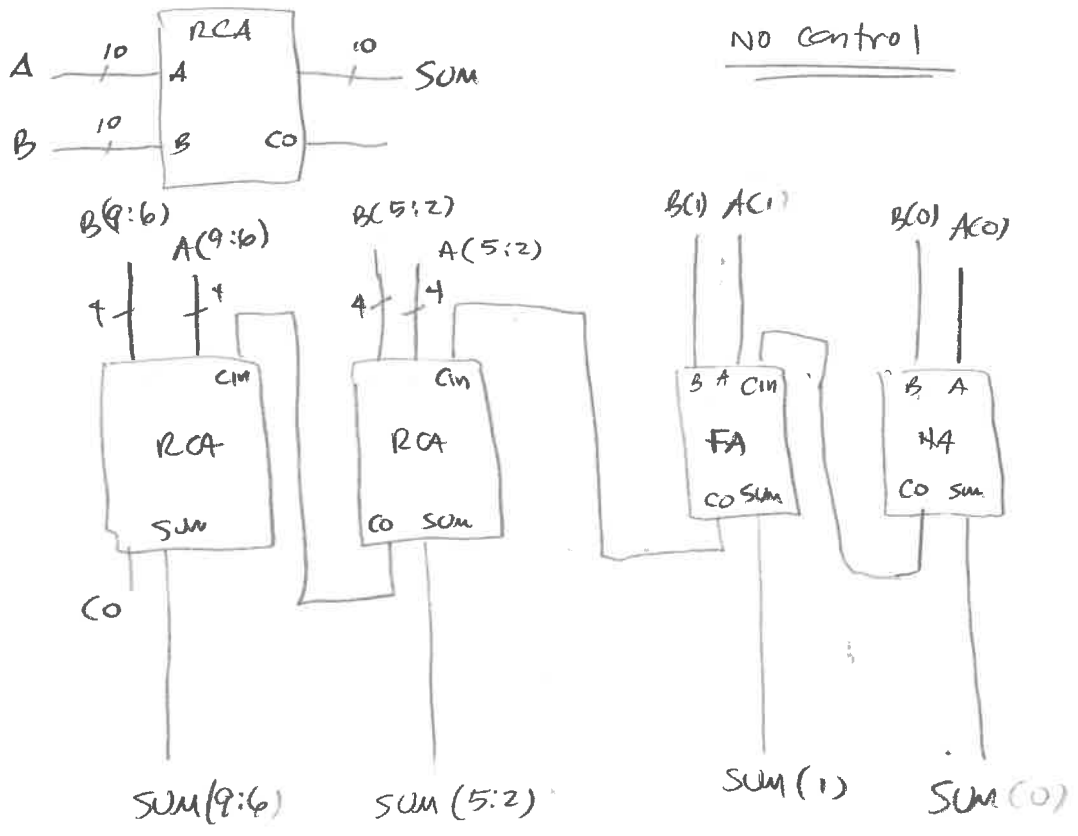 RCA
No control
10
10
A
A
SUM
10
B
B
CO
B(9:6)
A(9:6)
B(5:2)
A(5:2)
B(1) A(1)
B(0) A(0)
4
4
4
4
Cin
Cin
B A Cin
B A
RCA
RCA
FA
HA
SUM
CO SUM
CO SUM
CO SUM
CO
SUM(9:6)
SUM (5:2)
SUM (1)
SUM (0)